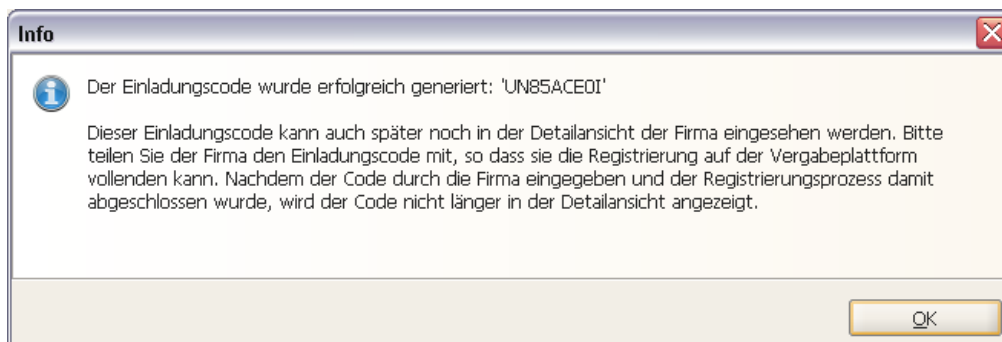 Info
Der Einladungscode wurde erfolgreich generiert: 'UN85ACE0I'
Dieser Einladungscode kann auch später noch in der Detailansicht der Firma eingesehen werden. Bitte
teilen Sie der Firma den Einladungscode mit, so dass sie die Registrierung auf der Vergabeplattform
vollenden kann. Nachdem der Code durch die Firma eingegeben und der Registrierungsprozess damit
abgeschlossen wurde, wird der Code nicht länger in der Detailansicht angezeigt.
OK